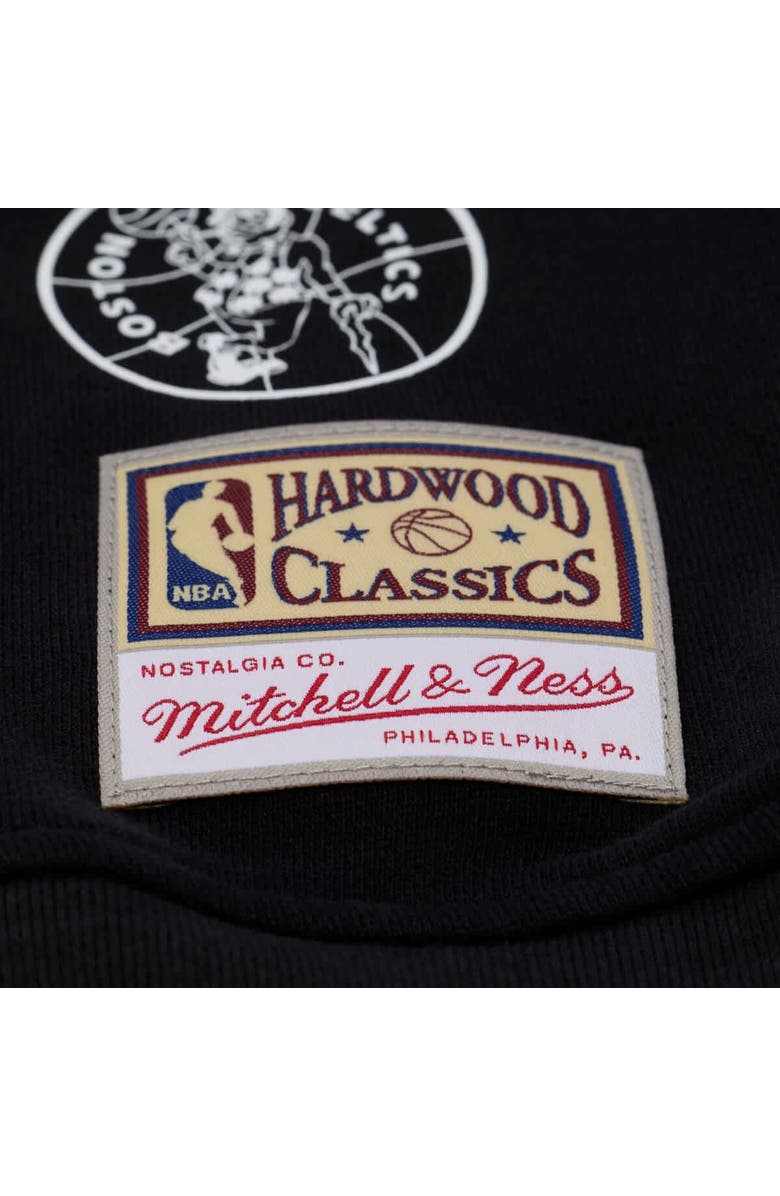 BOSTON CELTICS
HARDWOOD
CLASSICS
NBA
NOSTALGIA CO.
Mitchell & Ness
PHILADELPHIA, PA.